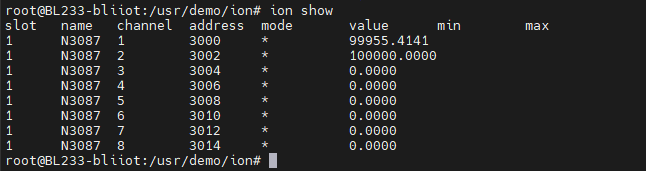 root@BL233-bliiot:/usr/demo/ion# ion show
slot name channel address mode value min max
1 N3087 1 3000 * 99955.4141
1 N3087 2 3002 * 100000.0000
1 N3087 3 3004 * 0.0000
1 N3087 4 3006 * 0.0000
1 N3087 5 3008 * 0.0000
1 N3087 6 3010 * 0.0000
1 N3087 7 3012 * 0.0000
1 N3087 8 3014 * 0.0000
root@BL233-bliiot:/usr/demo/ion#